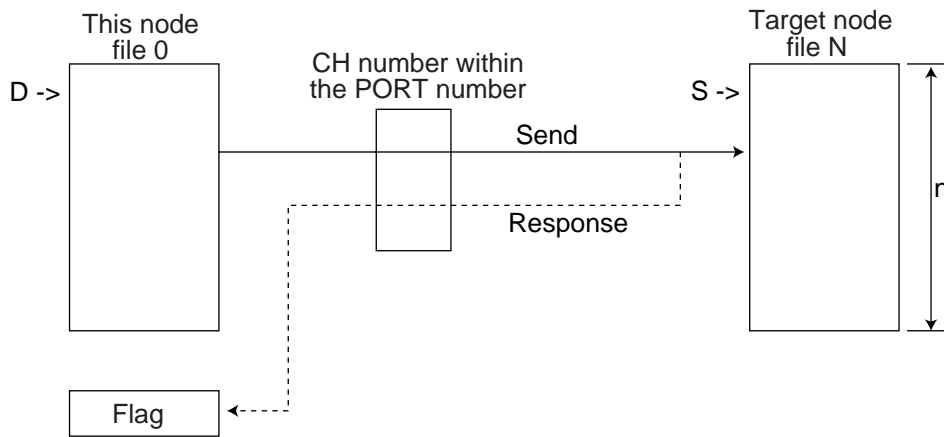 This node
file 0
D ->
CH number within
the PORT number
Send
Response
Flag
Target node
file N
S ->
n